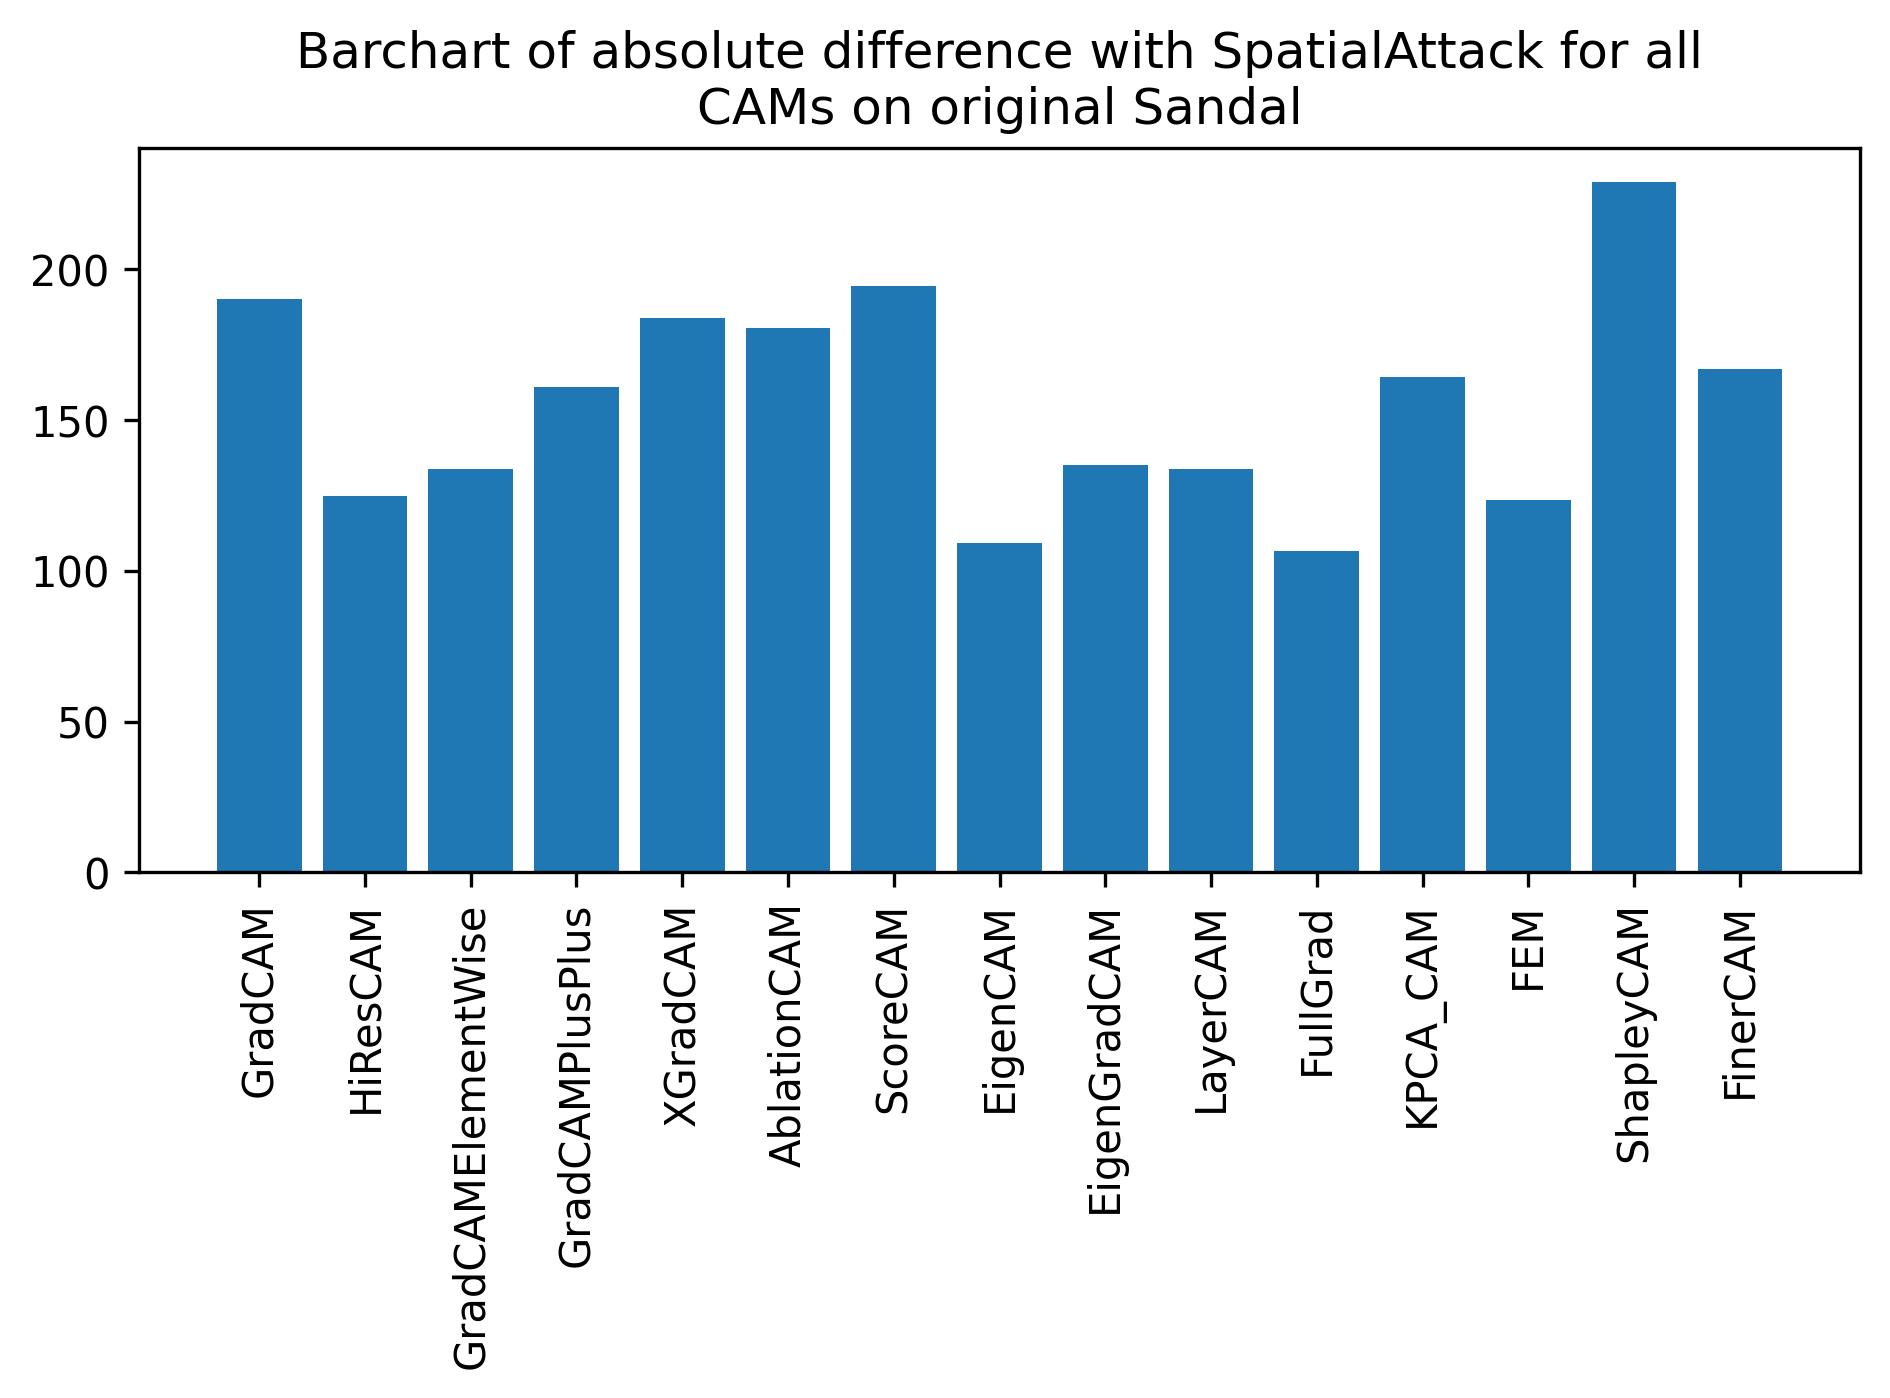 Barchart of absolute difference with SpatialAttack for all
CAMs on original Sandal
200
150
100
50
0
GradCAM
HiResCAM
GradCAMElementWise
GradCAMPlusPlus
XGradCAM
AblationCAM
ScoreCAM
EigenCAM
EigenGradCAM
LayerCAM
FullGrad
KPCA_CAM
FEM
ShapleyCAM
FinerCAM